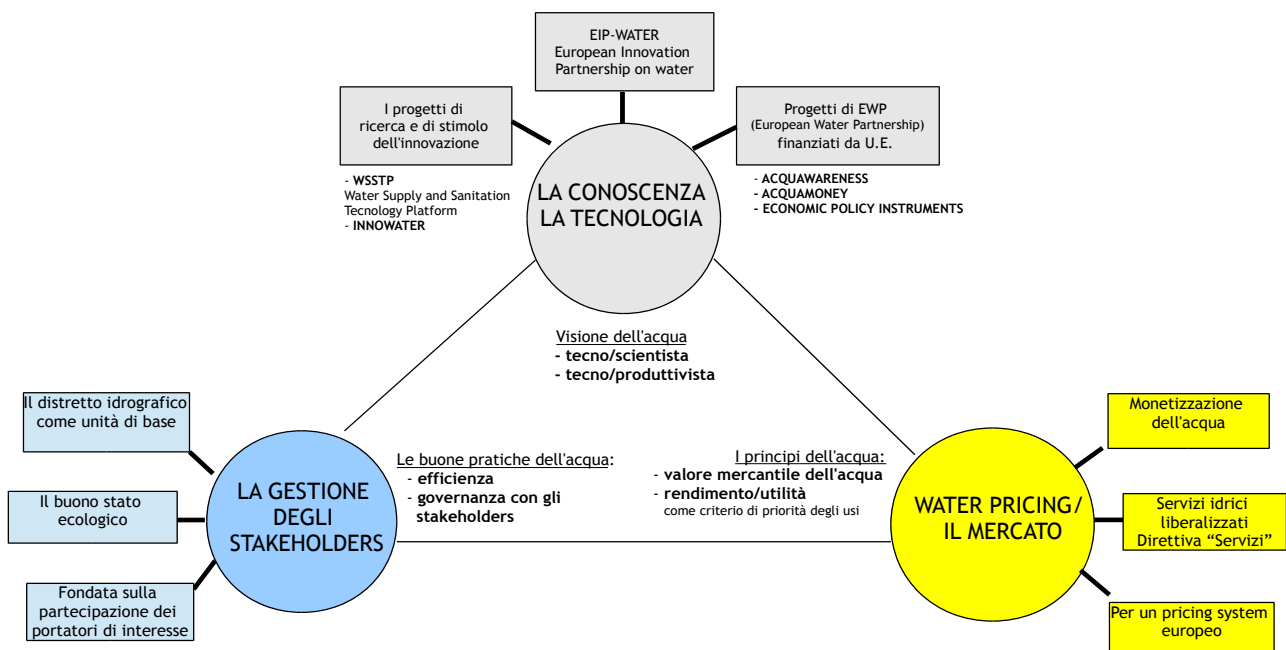 EIP-WATER
European Innovation
Partnership on water
I progetti di
ricerca e di stimolo
dell'innovazione
Progetti di EWP
(European Water Partnership)
finanziati da U.E.
- WSSTP
Water Supply and Sanitation
Tecnology Platform
- INNOWATER
LA CONOSCENZA
LA TECNOLOGIA
- ACQUAWARENESS
- ACQUAMONEY
- ECONOMIC POLICY INSTRUMENTS
Visione dell'acqua
- tecno/scientista
- tecno/produttivista
Il distretto idrografico
come unità di base
Il buono stato
ecologico
Fondata sulla
partecipazione dei
portatori di interesse
LA GESTIONE
DEGLI
STAKEHOLDERS
Le buone pratiche dell'acqua:
- efficienza
- governanza con gli
stakeholders
I principi dell'acqua:
- valore mercantile dell'acqua
- rendimento/utilità
come criterio di priorità degli usi
WATER PRICING/
IL MERCATO
Monetizzazione
dell'acqua
Servizi idrici
liberalizzati
Direttiva “Servizi”
Per un pricing system
europeo